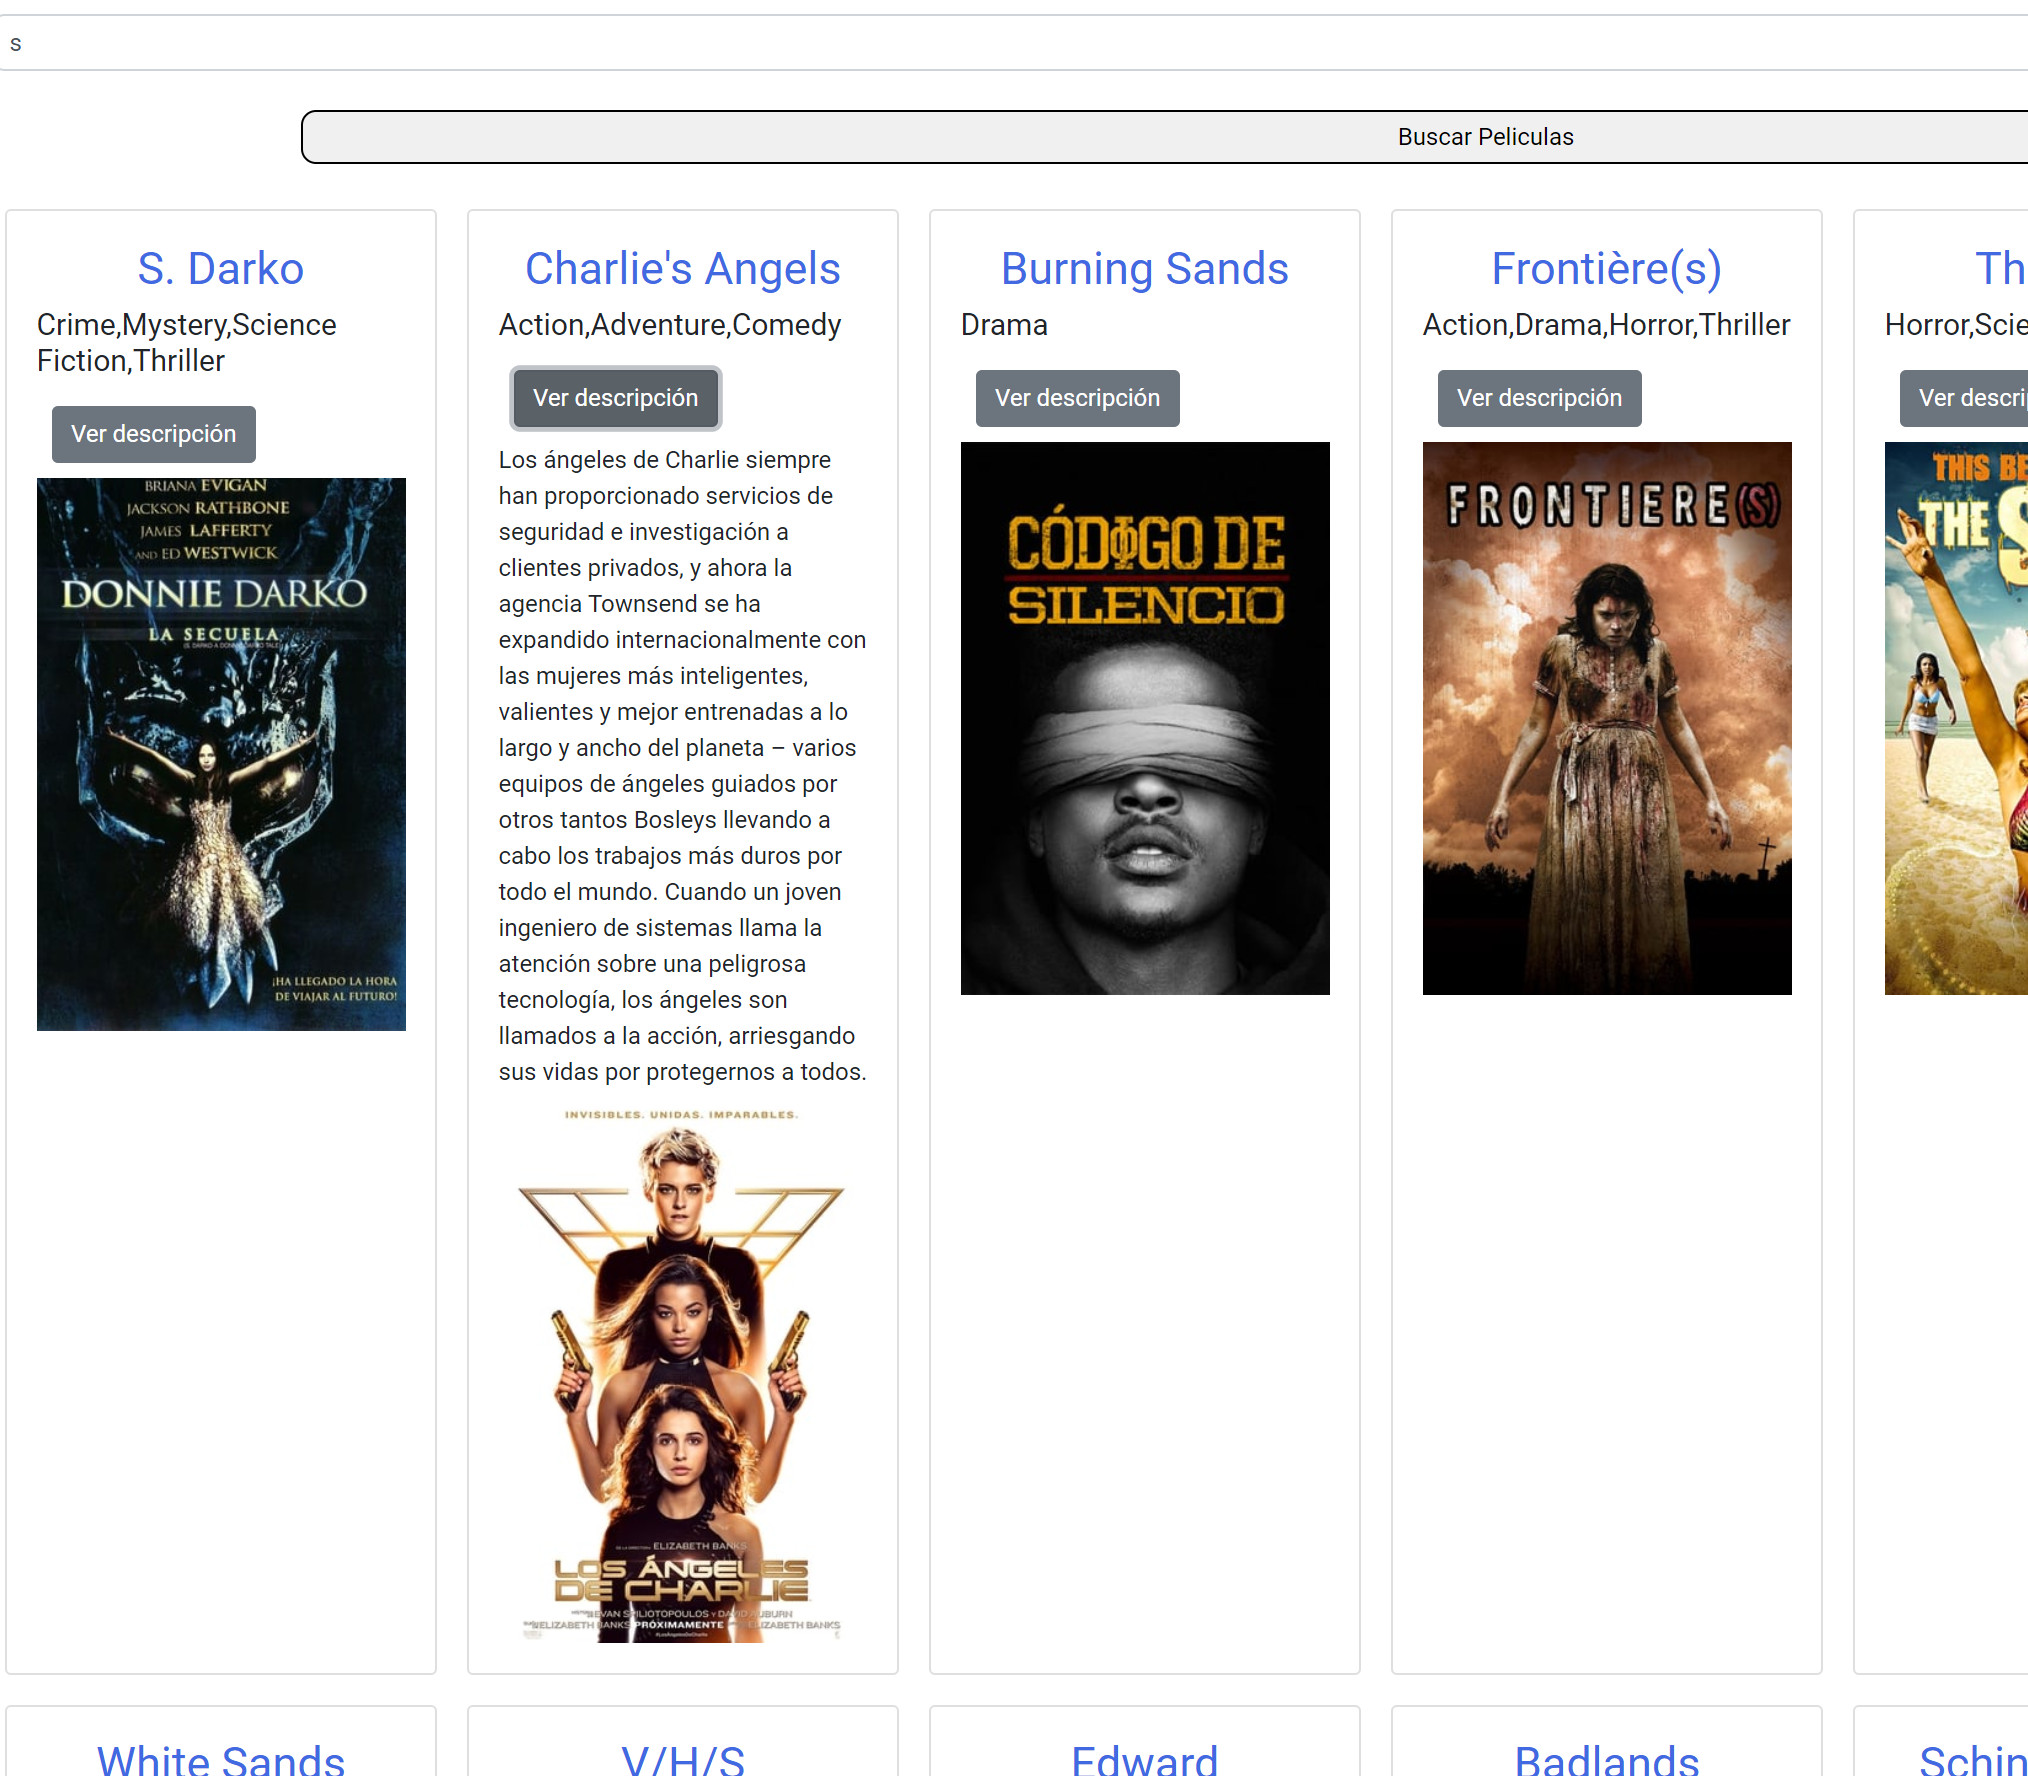 s
Buscar Peliculas
S. Darko
Crime,Mystery,Science
Fiction,Thriller
Ver descripción
BRIANA EVIGAN
JACKSON RATHBONE
JAMES LAFFERTY
AND ED WESTWICK
DONNIE DARKO
LA SECUELA
¡HA LLEGADO LA HORA
DE VIAJAR AL FUTURO!
Charlie's Angels
Action,Adventure,Comedy
Ver descripción
Los ángeles de Charlie siempre
han proporcionado servicios de
seguridad e investigación a
clientes privados, y ahora la
agencia Townsend se ha
expandido internacionalmente con
las mujeres más inteligentes,
valientes y mejor entrenadas a lo
largo y ancho del planeta – varios
equipos de ángeles guiados por
otros tantos Bosleys llevando a
cabo los trabajos más duros por
todo el mundo. Cuando un joven
ingeniero de sistemas llama la
atención sobre una peligrosa
tecnología, los ángeles son
llamados a la acción, arriesgando
sus vidas por protegernos a todos.
INVISIBLES. UNIDAS. IMPARABLES.
ELIZABETH BANKS
LOS ÁNGELES
DE CHARLIE
EVAN SPILIOTOPOULOS Y DAVID AUBURN
ELIZABETH BANKS PRÓXIMAMENTE ELIZABETH BANKS
Burning Sands
Drama
Ver descripción
CÓDIGO DE
SILENCIO
Frontière(s)
Action,Drama,Horror,Thriller
Ver descripción
FRONTIERE(S)
Th
Horror,Scie
Ver descri
THIS BE
THE S
White Sands
V/H/S
Edward
Badlands
Schin